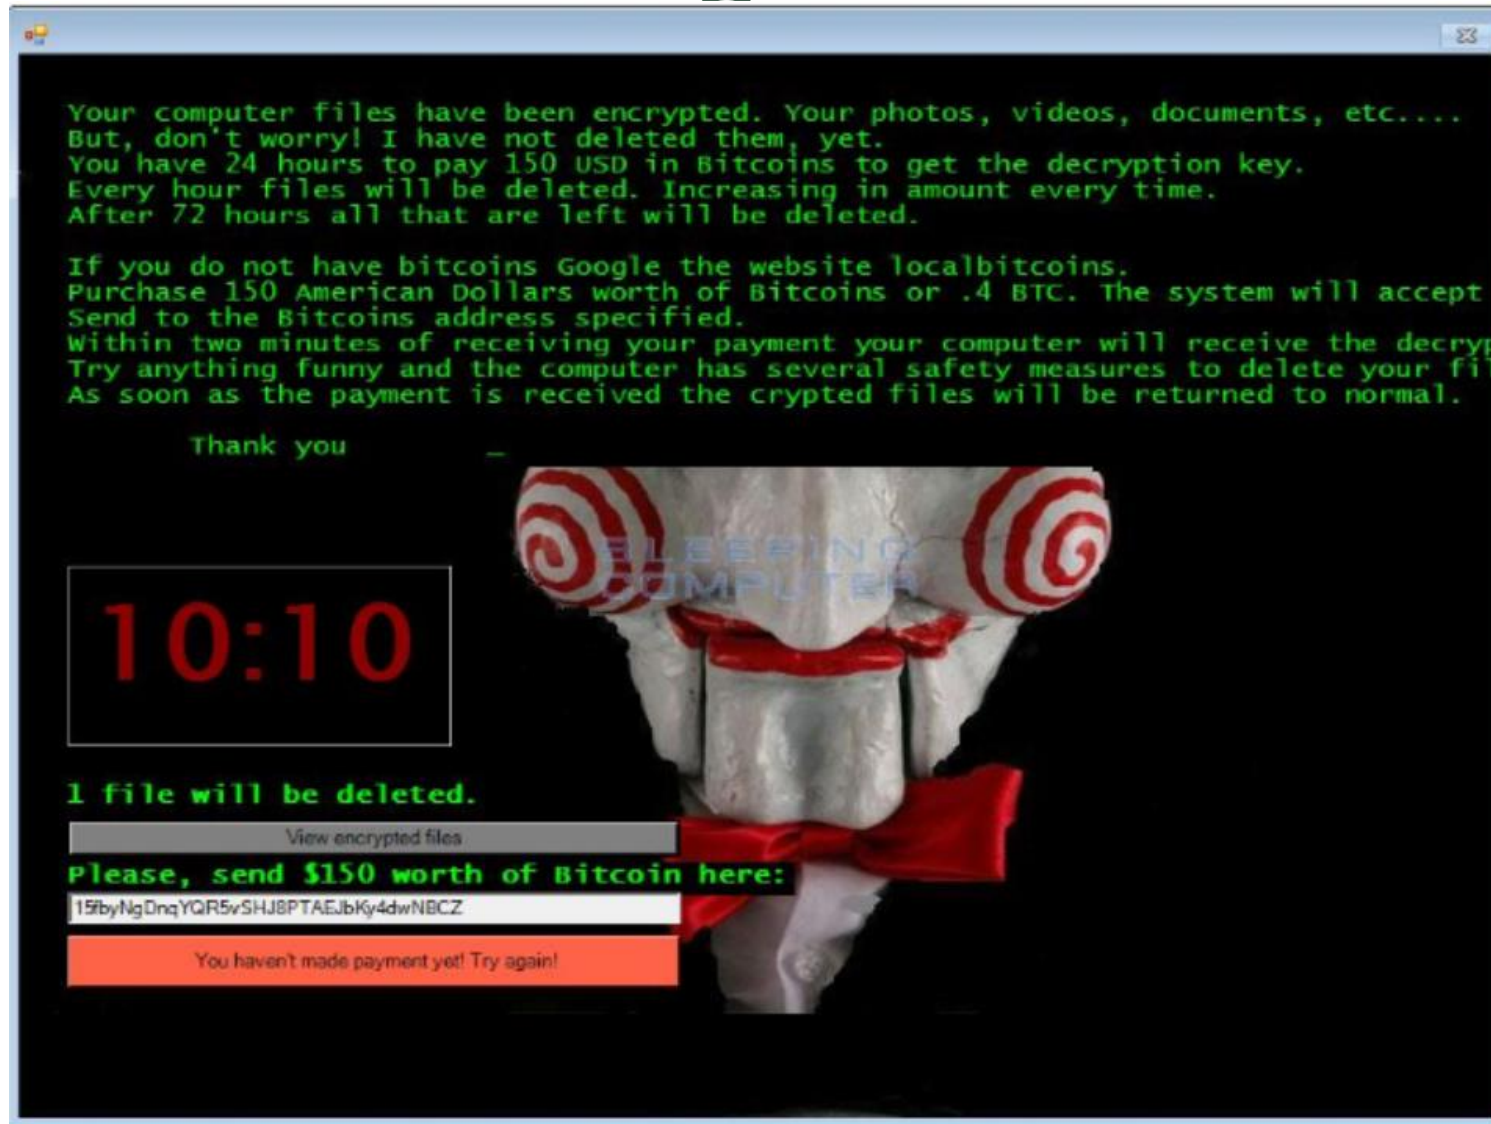 Your computer files have been encrypted. Your photos, videos, documents, etc....
But, don't worry! I have not deleted them, yet.
You have 24 hours to pay 150 USD in Bitcoins to get the decryption key.
Every hour files will be deleted. Increasing in amount every time.
After 72 hours all that are left will be deleted.
If you do not have bitcoins Google the website localbitcoins.
Purchase 150 American Dollars worth of Bitcoins or .4 BTC. The system will accept
Send to the Bitcoins address specified.
Within two minutes of receiving your payment your computer will receive the decryp
Try anything funny and the computer has several safety measures to delete your fil
As soon as the payment is received the crypted files will be returned to normal.
Thank you _
BLEEPING
COMPUTER
10:10
1 file will be deleted.
View encrypted files
Please, send $150 worth of Bitcoin here:
15fbyNgDnqYQR5vSHJ8PTAEJbKy4dwNBCZ
You haven't made payment yet! Try again!